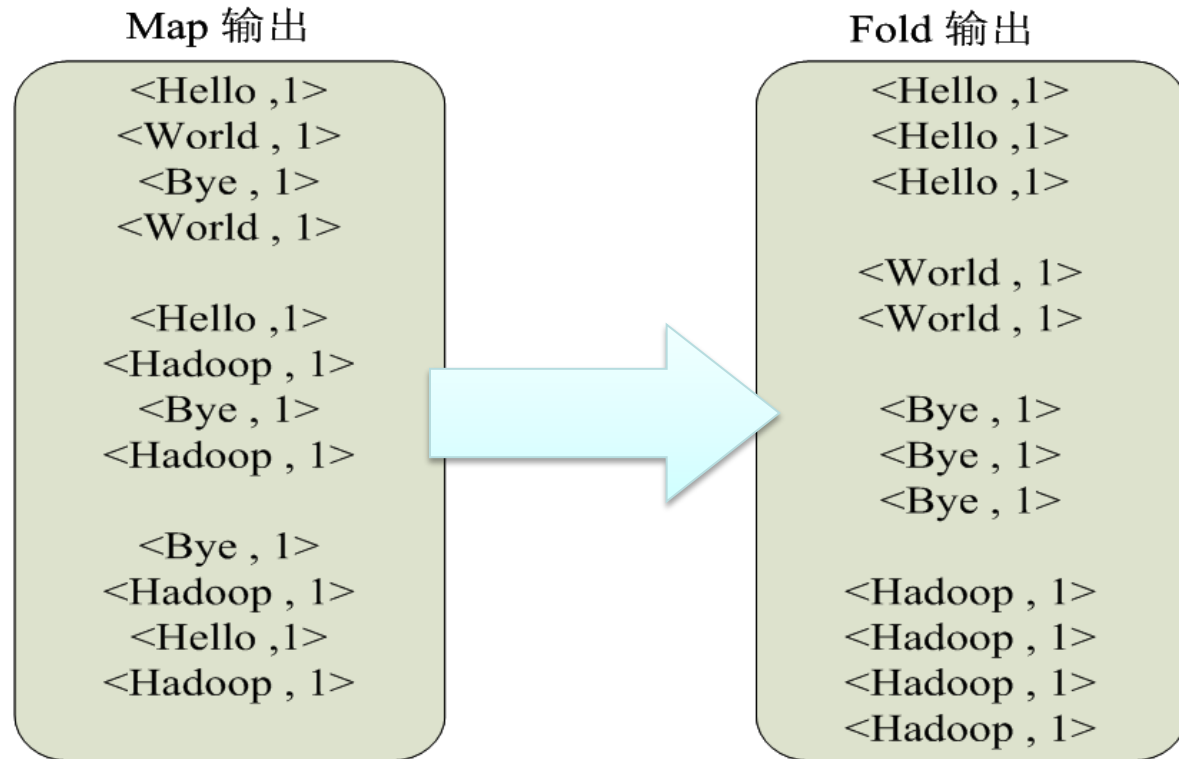 Map 输出
<Hello ,1>
<World , 1>
<Bye , 1>
<World , 1>
<Hello ,1>
<Hadoop , 1>
<Bye , 1>
<Hadoop , 1>
<Bye , 1>
<Hadoop , 1>
<Hello ,1>
<Hadoop , 1>
Fold 输出
<Hello ,1>
<Hello ,1>
<Hello ,1>
<World , 1>
<World , 1>
<Bye , 1>
<Bye , 1>
<Bye , 1>
<Hadoop , 1>
<Hadoop , 1>
<Hadoop , 1>
<Hadoop , 1>